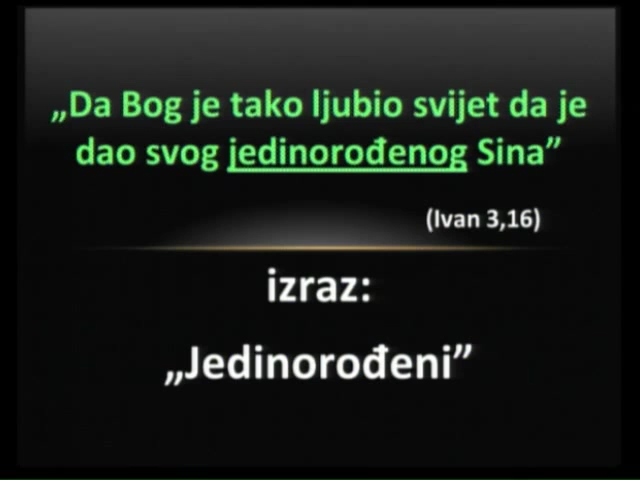 „Da Bog je tako ljubio svijet da je
dao svog jedinorođenog Sina”
(Ivan 3,16)
izraz:
„Jedinorođeni”